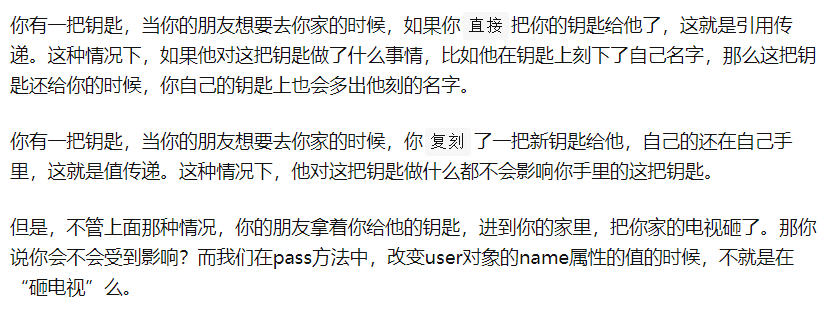 你有一把钥匙，当你的朋友想要去你家的时候，如果你 直接 把你的钥匙给他了，这就是引用传
递。这种情况下，如果他对这把钥匙做了什么事情，比如他在钥匙上刻下了自己名字，那么这把钥
匙还给你的时候，你自己的钥匙上也会多出他刻的名字。
你有一把钥匙，当你的朋友想要去你家的时候，你 复刻 了一把新钥匙给他，自己的还在自己手
里，这就是值传递。这种情况下，他对这把钥匙做什么都不会影响你手里的这把钥匙。
但是，不管上面那种情况，你的朋友拿着你给他的钥匙，进到你的家里，把你家的电视砸了。那你
说你会不会受到影响？而我们在pass方法中，改变user对象的name属性的值的时候，不就是在
“砸电视”么。